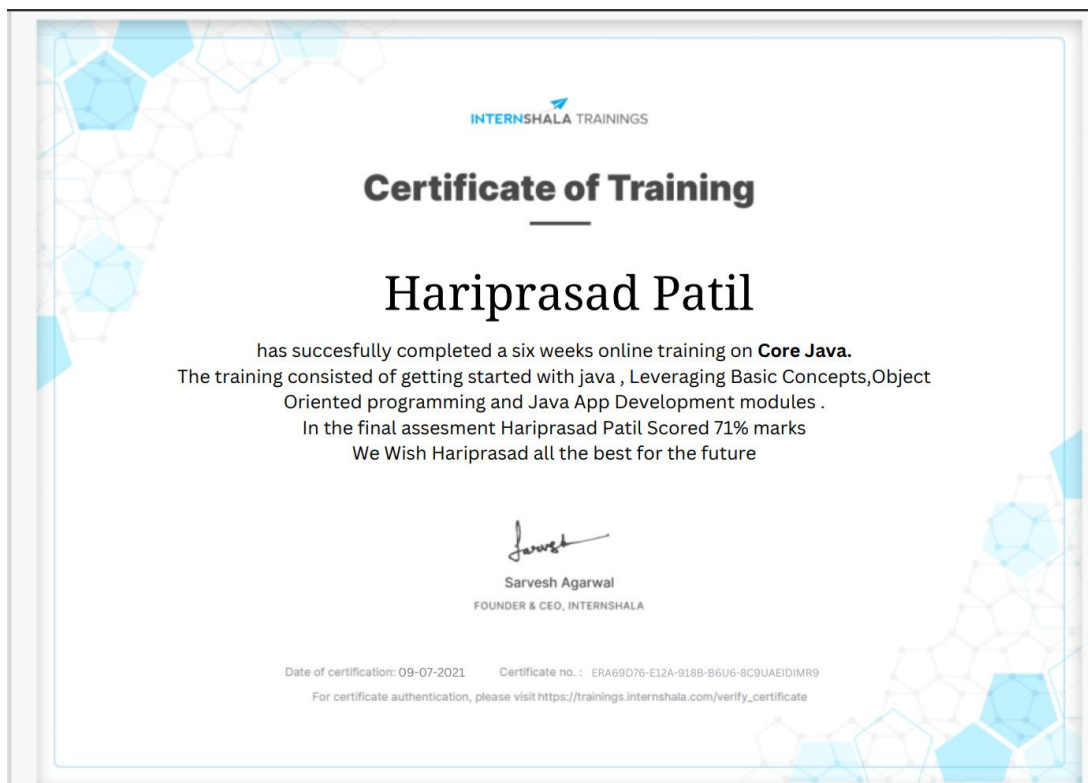 INTERNSHALA TRAININGS
Certificate of Training
Hariprasad Patil
has succesfully completed a six weeks online training on Core Java.
The training consisted of getting started with java , Leveraging Basic Concepts,Object
Oriented programming and Java App Development modules .
In the final assesment Hariprasad Patil Scored 71% marks
We Wish Hariprasad all the best for the future
Sarvesh
Sarvesh Agarwal
FOUNDER & CEO, INTERNSHALA
Date of certification: 09-07-2021 Certificate no. : ERA69D76-E12A-918B-B6U6-8C9UAEIDIMR9
For certificate authentication, please visit https://trainings.internshala.com/verify_certificate